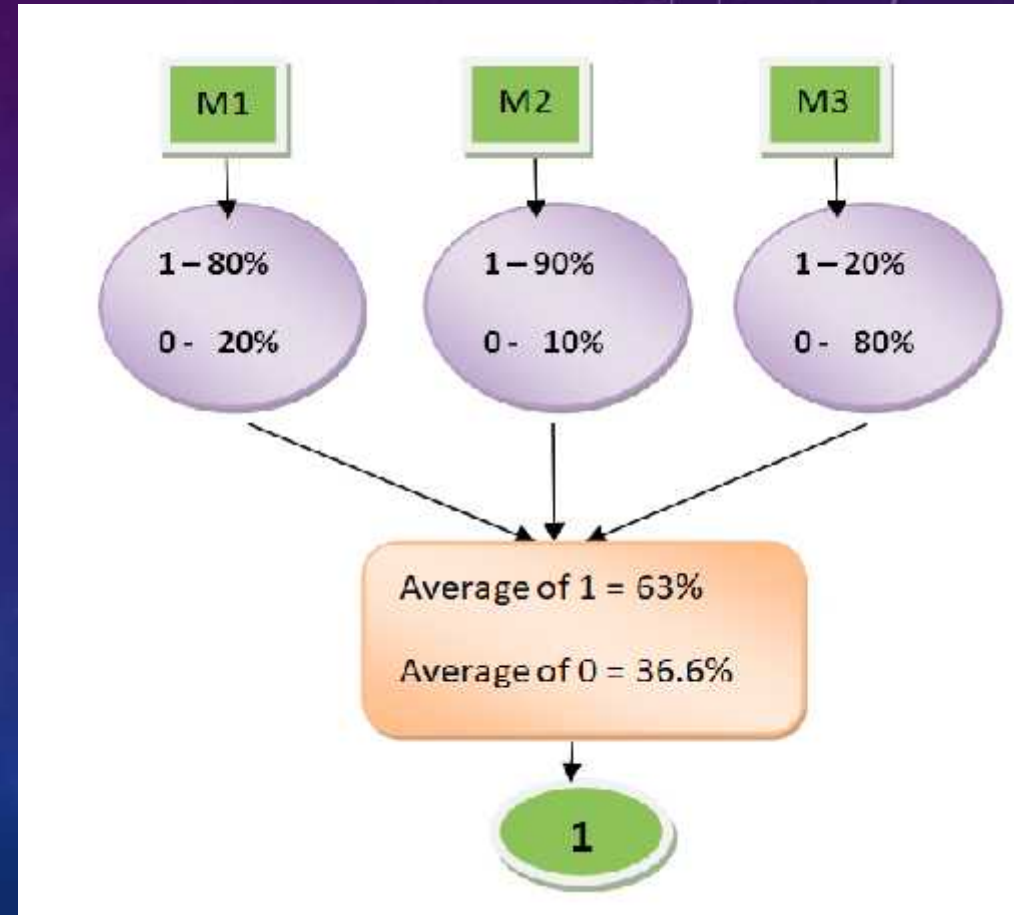 M1
M2
M3
1 – 80%
0 - 20%
1 – 90%
0 - 10%
1 – 20%
0 - 80%
Average of 1 = 63%
Average of 0 = 36.6%
1